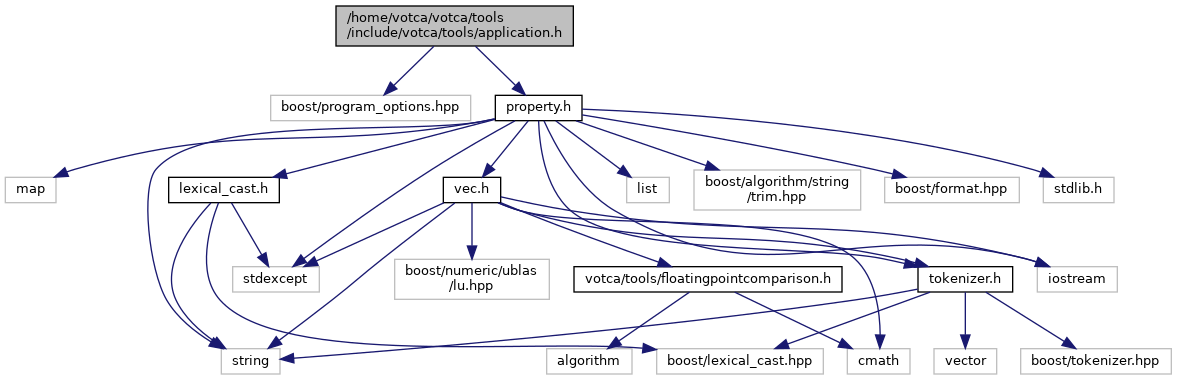 /home/votca/votca/tools
/include/votca/tools/application.h
boost/program_options.hpp
property.h
map
lexical_cast.h
vec.h
list
boost/algorithm/string
/trim.hpp
boost/format.hpp
stdlib.h
stdexcept
boost/numeric/ublas
/lu.hpp
votca/tools/floatingpointcomparison.h
tokenizer.h
iostream
string
algorithm
boost/lexical_cast.hpp
cmath
vector
boost/tokenizer.hpp